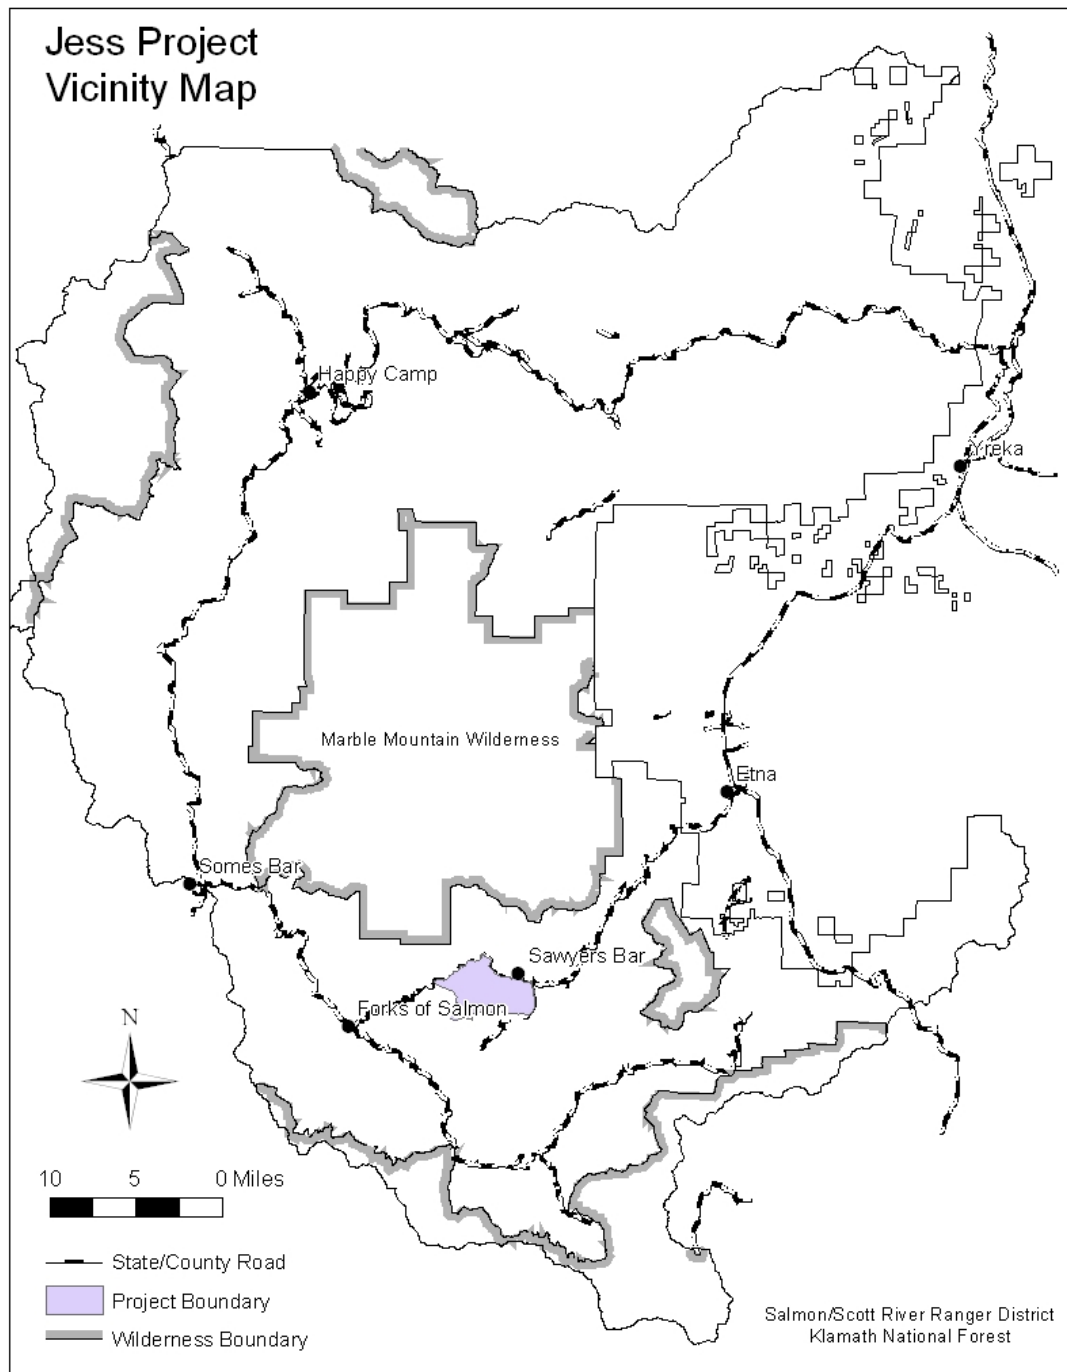 Jess Project
Vicinity Map
Happy Camp
Yreka
Marble Mountain Wilderness
Etna
Somes Bar
Sawyers Bar
Forks of Salmon
N
10 5 0 Miles
State/County Road
Project Boundary
Wilderness Boundary
Salmon/Scott River Ranger District
Klamath National Forest